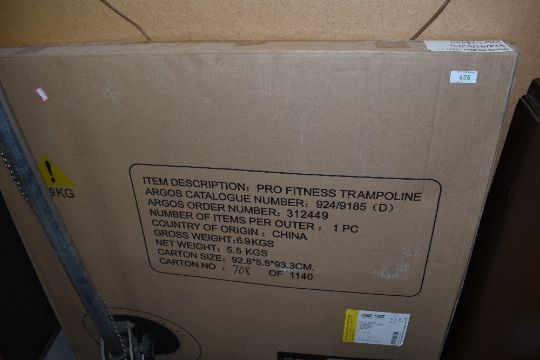 626
9KG
ITEM DESCRIPTION: PRO FITNESS TRAMPOLINE
ARGOS CATALOGUE NUMBER: 924/9185 (D)
ARGOS ORDER NUMBER: 312449
NUMBER OF ITEMS PER OUTER: 1 PC
COUNTRY OF ORIGIN: CHINA
GROSS WEIGHT:6.9KGS
NET WEIGHT: 5.5 KGS
CARTON SIZE: 92.8*5.5*93.3CM.
CARTON NO: 708 OF 1140